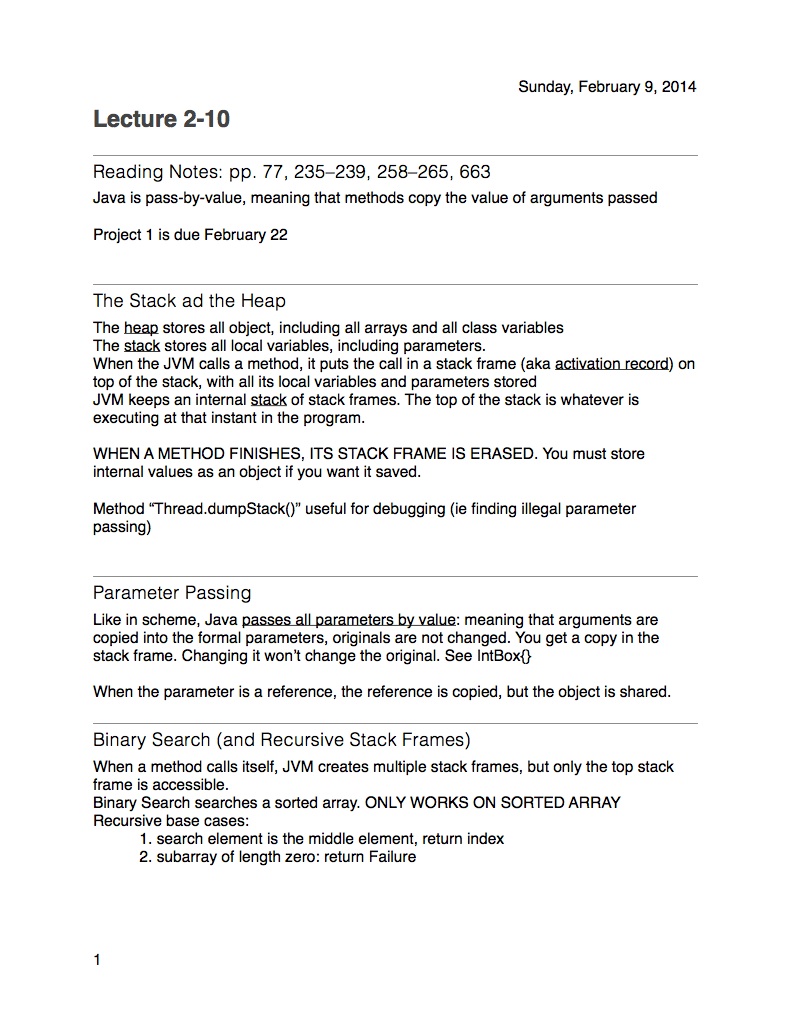 Sunday, February 9, 2014
Lecture 2-10
Reading Notes: pp. 77, 235–239, 258–265, 663
Java is pass-by-value, meaning that methods copy the value of arguments passed
Project 1 is due February 22
The Stack ad the Heap
The heap stores all object, including all arrays and all class variables
The stack stores all local variables, including parameters.
When the JVM calls a method, it puts the call in a stack frame (aka activation record) on
top of the stack, with all its local variables and parameters stored
JVM keeps an internal stack of stack frames. The top of the stack is whatever is
executing at that instant in the program.
WHEN A METHOD FINISHES, ITS STACK FRAME IS ERASED. You must store
internal values as an object if you want it saved.
Method “Thread.dumpStack()” useful for debugging (ie finding illegal parameter
passing)
Parameter Passing
Like in scheme, Java passes all parameters by value: meaning that arguments are
copied into the formal parameters, originals are not changed. You get a copy in the
stack frame. Changing it won’t change the original. See IntBox{}
When the parameter is a reference, the reference is copied, but the object is shared.
Binary Search (and Recursive Stack Frames)
When a method calls itself, JVM creates multiple stack frames, but only the top stack
frame is accessible.
Binary Search searches a sorted array. ONLY WORKS ON SORTED ARRAY
Recursive base cases:
1. search element is the middle element, return index
2. subarray of length zero: return Failure
1